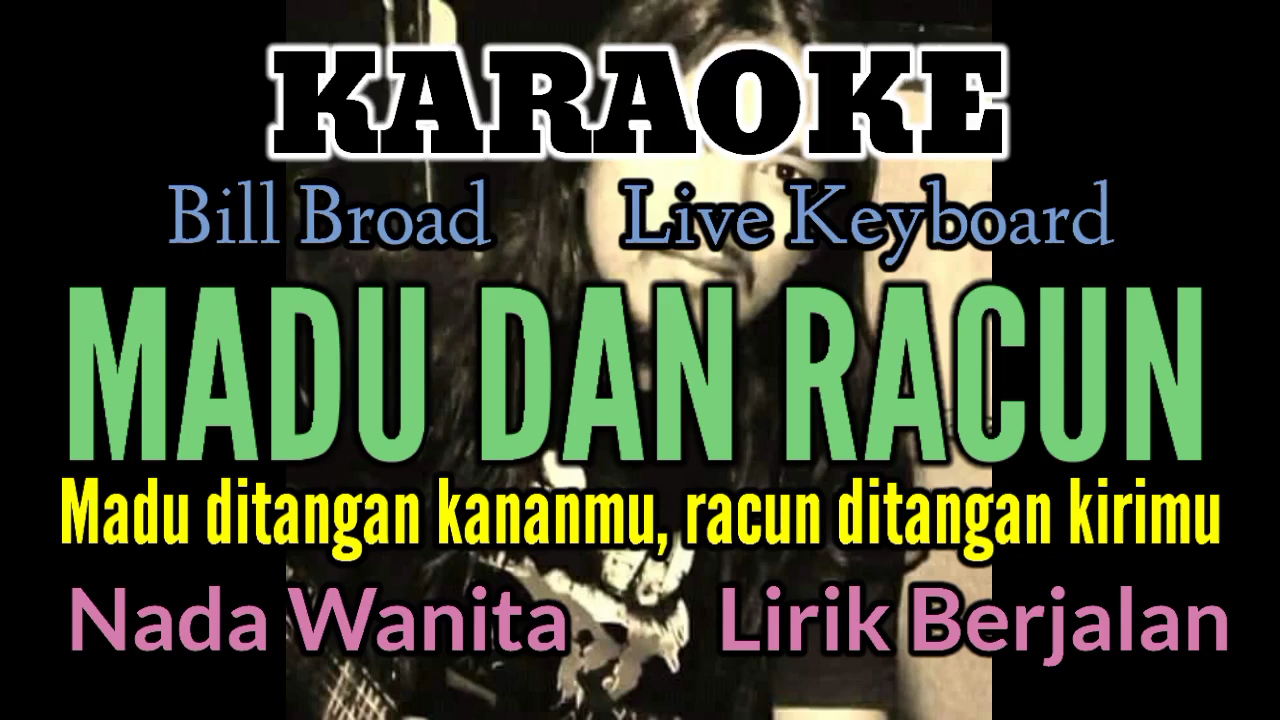 KARAOKE
Bill Broad Live Keyboard
MADU DAN RACUN
Madu ditangan kananmu, racun ditangan kirimu
Nada Wanita Lirik Berjalan